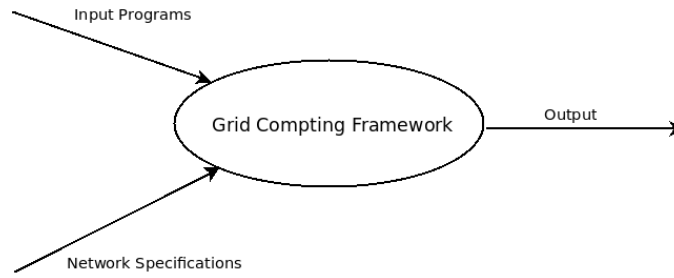 Input Programs
Grid Compting Framework
Output
Network Specifications